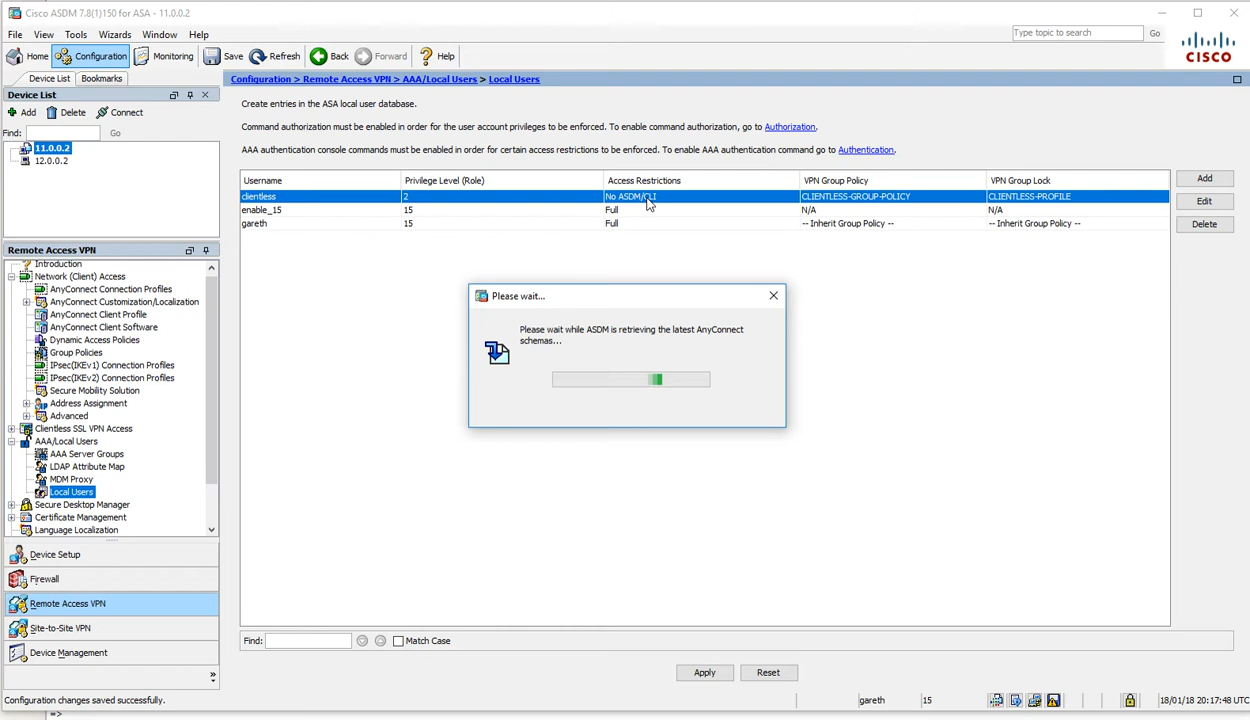 Cisco ASDM 7.8(1)150 for ASA - 11.0.0.2
File View Tools Wizards Window Help
Type topic to search Go
Home Configuration Monitoring Save Refresh Back Forward Help
CISCO
Device List Bookmarks
Configuration > Remote Access VPN > AAA/Local Users > Local Users
Device List
Add Delete Connect
Find: Go
11.0.0.2
12.0.0.2
Create entries in the ASA local user database.
Command authorization must be enabled in order for the user account privileges to be enforced. To enable command authorization, go to Authorization.
AAA authentication console commands must be enabled in order for certain access restrictions to be enforced. To enable AAA authentication command go to Authentication.
Username Privilege Level (Role) Access Restrictions VPN Group Policy VPN Group Lock
clientless 2 No ASDM/CLI CLIENTLESS-GROUP-POLICY CLIENTLESS-PROFILE
enable_15 15 Full N/A N/A
gareth 15 Full -- Inherit Group Policy -- -- Inherit Group Policy --
Add
Edit
Delete
Remote Access VPN
Introduction
Network (Client) Access
AnyConnect Connection Profiles
AnyConnect Customization/Localization
AnyConnect Client Profile
AnyConnect Client Software
Dynamic Access Policies
Group Policies
IPsec(IKEv1) Connection Profiles
IPsec(IKEv2) Connection Profiles
Secure Mobility Solution
Address Assignment
Advanced
Clientless SSL VPN Access
AAA/Local Users
AAA Server Groups
LDAP Attribute Map
MDM Proxy
Local Users
Secure Desktop Manager
Certificate Management
Language Localization
Please wait...
Please wait while ASDM is retrieving the latest AnyConnect
schemas...
Device Setup
Firewall
Remote Access VPN
Site-to-Site VPN
Device Management
»
Find: Match Case
Apply Reset
Configuration changes saved successfully. gareth 15 18/01/18 20:17:48 UTC
=>